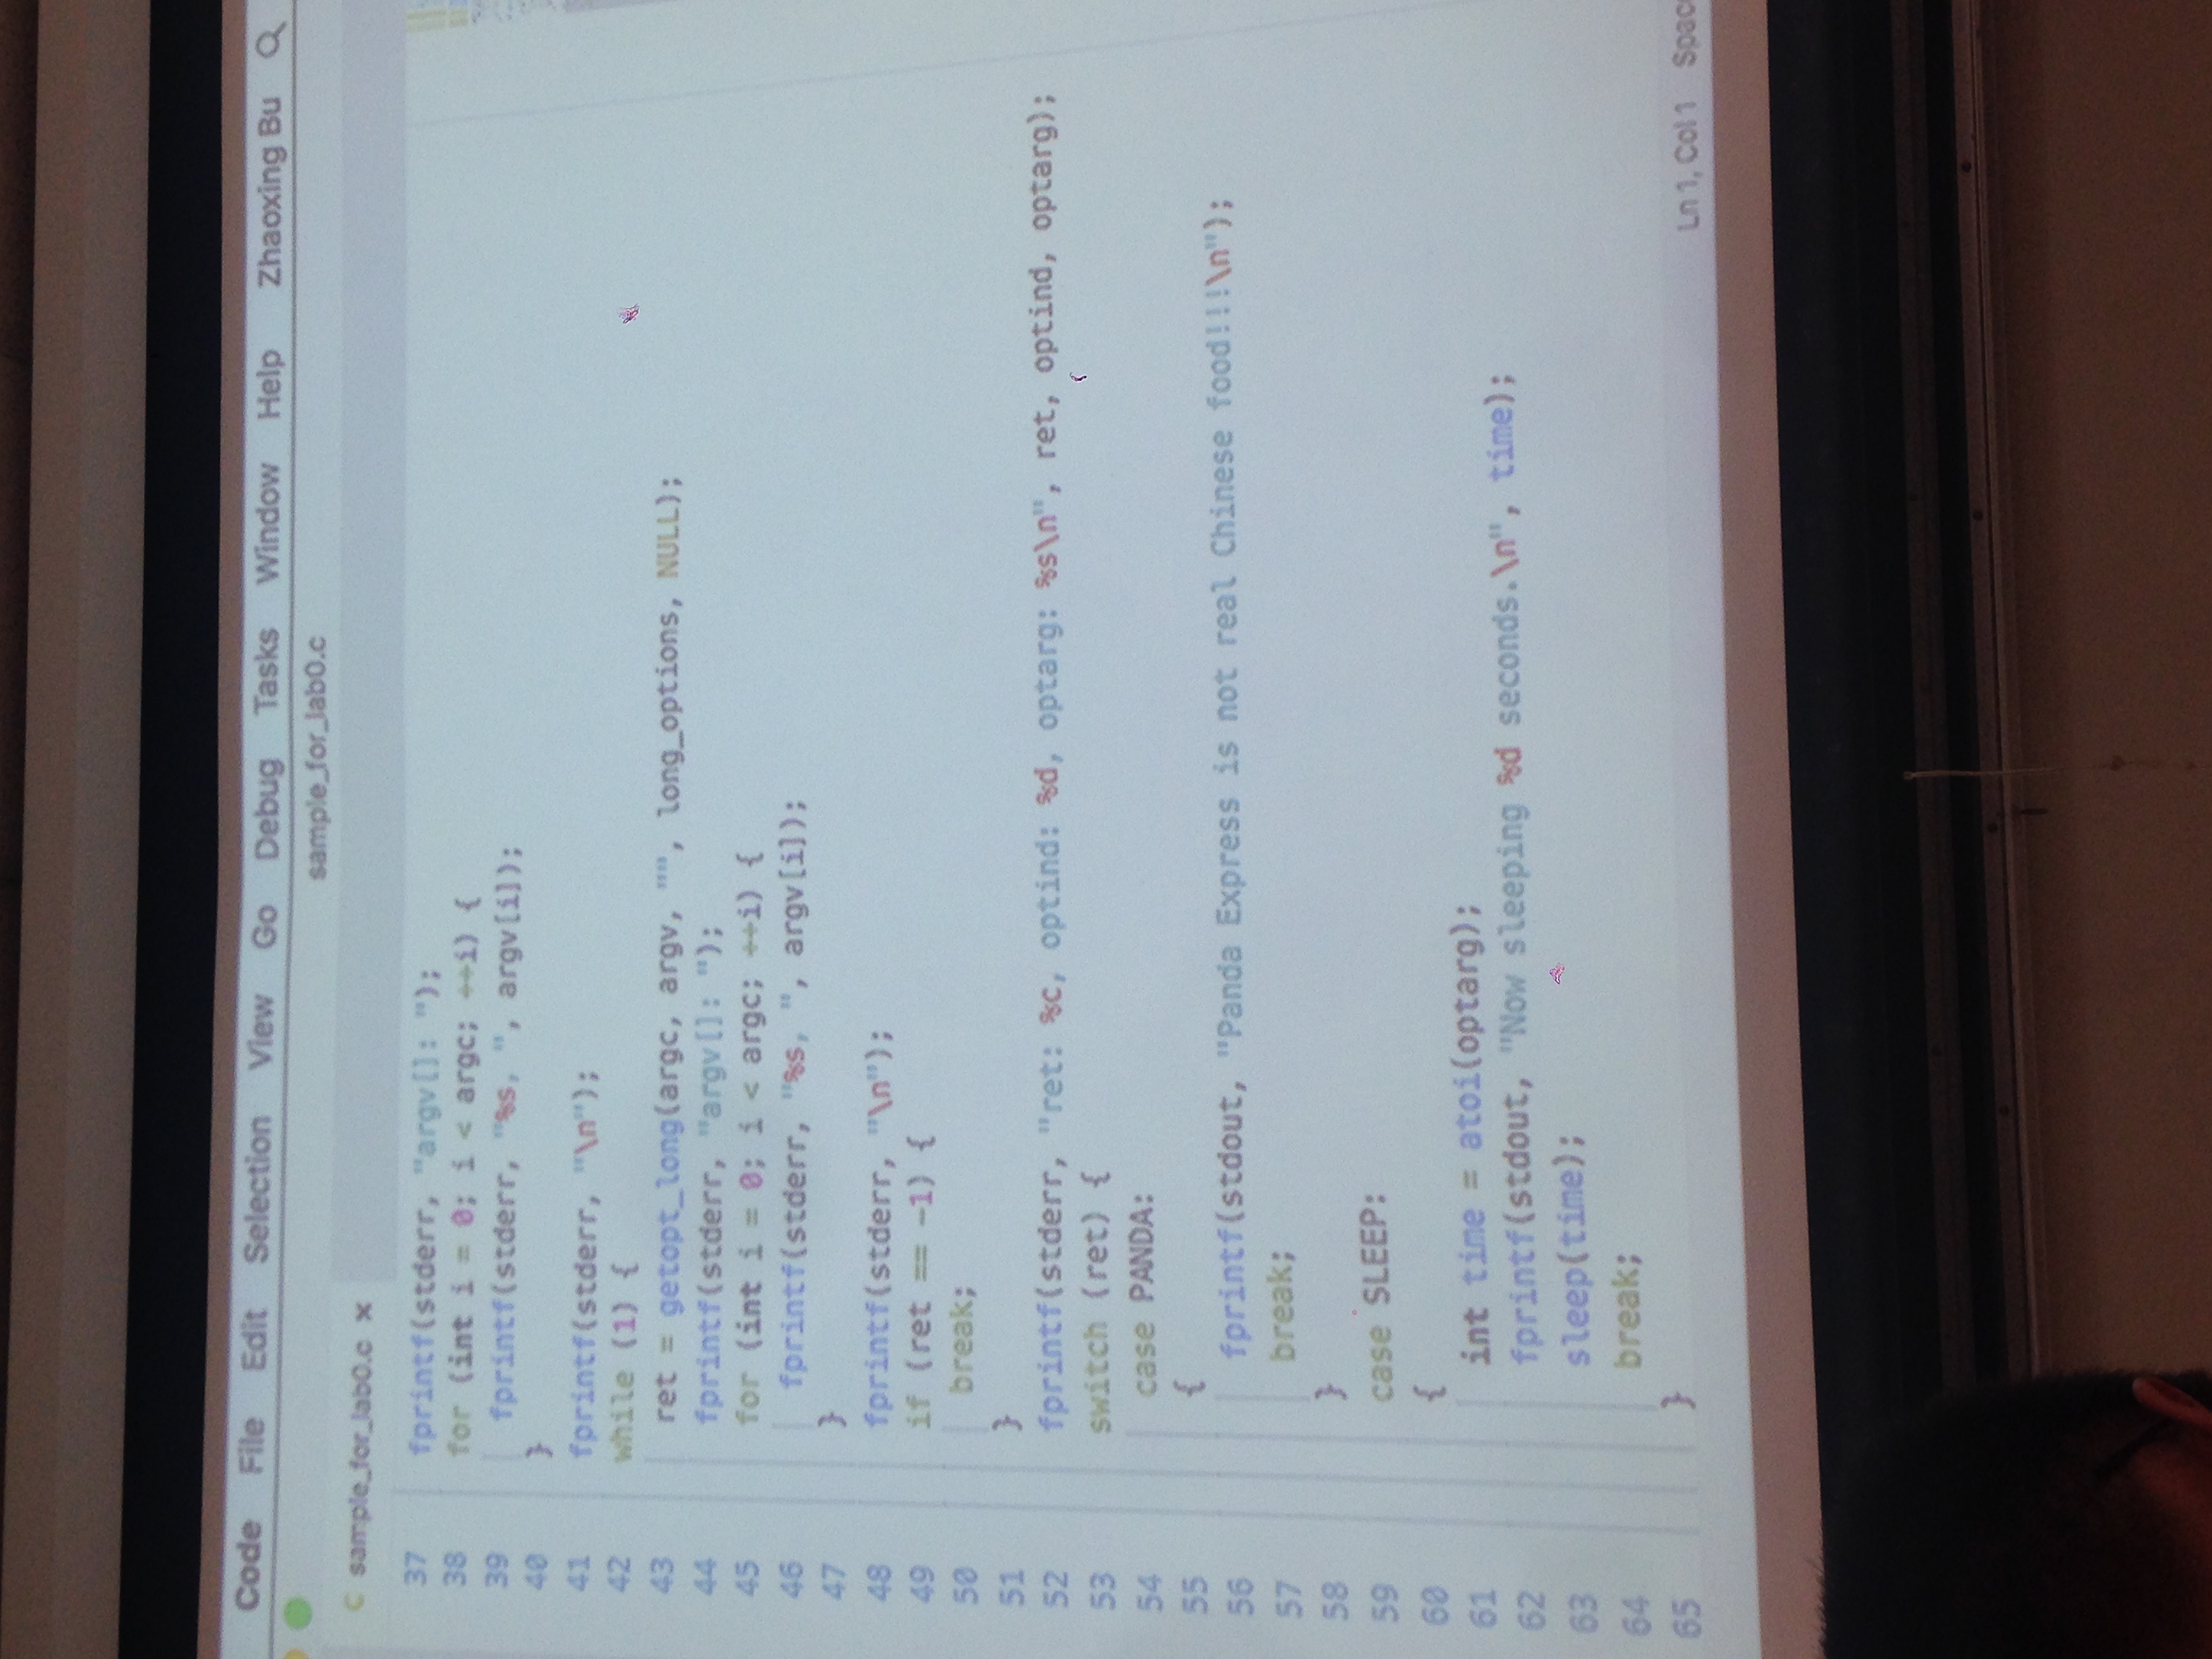 Code File Edit Selection View Go Debug Tasks Window Help Zhaoxing Bu
sample_for_lab0.c
C sample_for_lab0.c ×
37 fprintf(stderr, "argv[]: ");
38 for (int i = 0; i < argc; ++i) {
39 fprintf(stderr, "%s, ", argv[i]);
40 }
41 fprintf(stderr, "\n");
42 while (1) {
43 ret = getopt_long(argc, argv, "", long_options, NULL);
44 fprintf(stderr, "argv[]: ");
45 for (int i = 0; i < argc; ++i) {
46 fprintf(stderr, "%s, ", argv[i]);
47 }
48 fprintf(stderr, "\n");
49 if (ret == -1) {
50 break;
51 }
52 fprintf(stderr, "ret: %c, optind: %d, optarg: %s\n", ret, optind, optarg);
53 switch (ret) {
54 case PANDA:
55 {
56 fprintf(stdout, "Panda Express is not real Chinese food!!!\n");
57 break;
58 }
59 case SLEEP:
60 {
61 int time = atoi(optarg);
62 fprintf(stdout, "Now sleeping %d seconds.\n", time);
63 sleep(time);
64 break;
65 }
Ln 1, Col 1 Spac